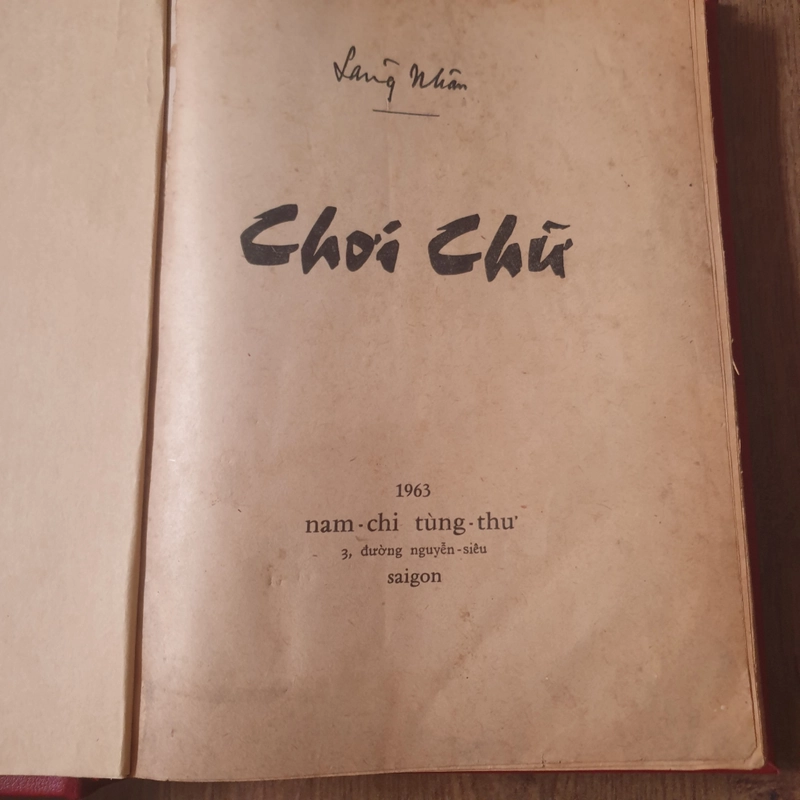 Lãng Nhân
Chơi Chữ
1963
nam-chi tùng-thư
3, đường nguyễn-siêu
saigon